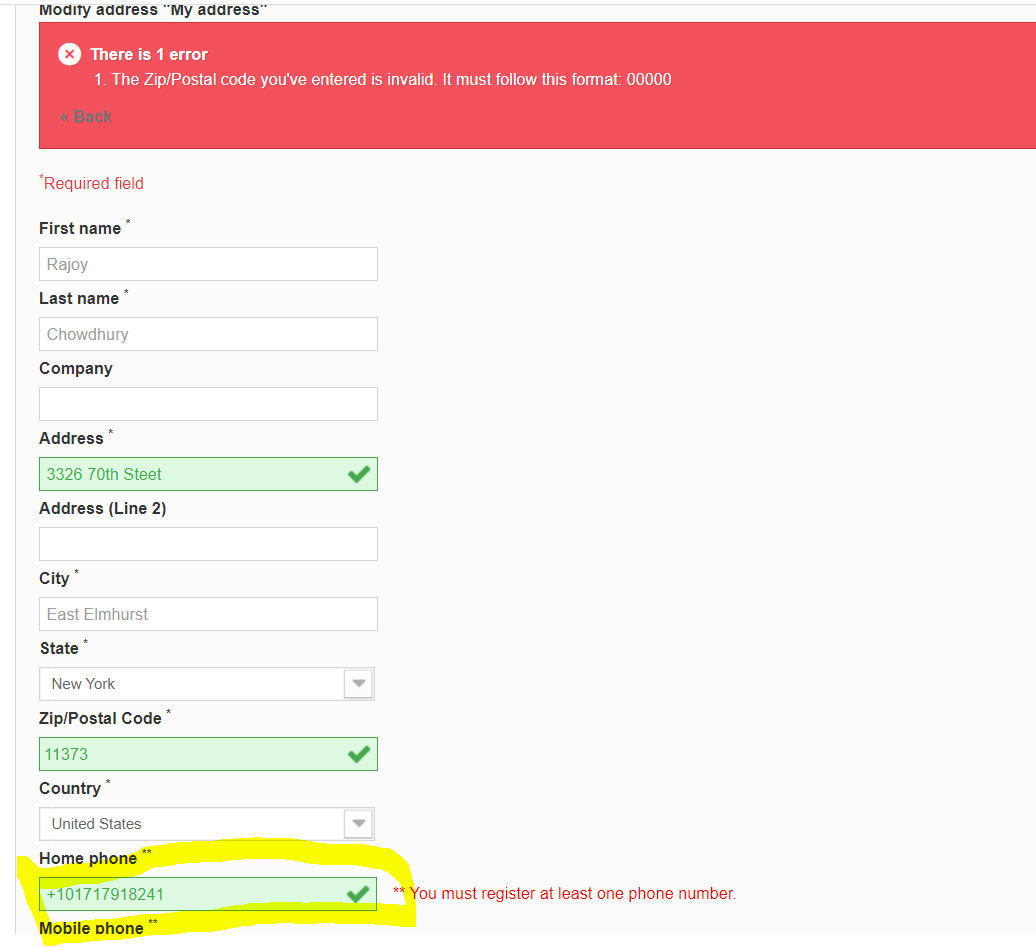 Modify address "My address"
There is 1 error
1. The Zip/Postal code you've entered is invalid. It must follow this format: 00000
« Back
*Required field
First name *
Rajoy
Last name *
Chowdhury
Company
Address *
3326 70th Steet
Address (Line 2)
City *
East Elmhurst
State *
New York
Zip/Postal Code *
11373
Country *
United States
Home phone **
+101717918241
** You must register at least one phone number.
Mobile phone **